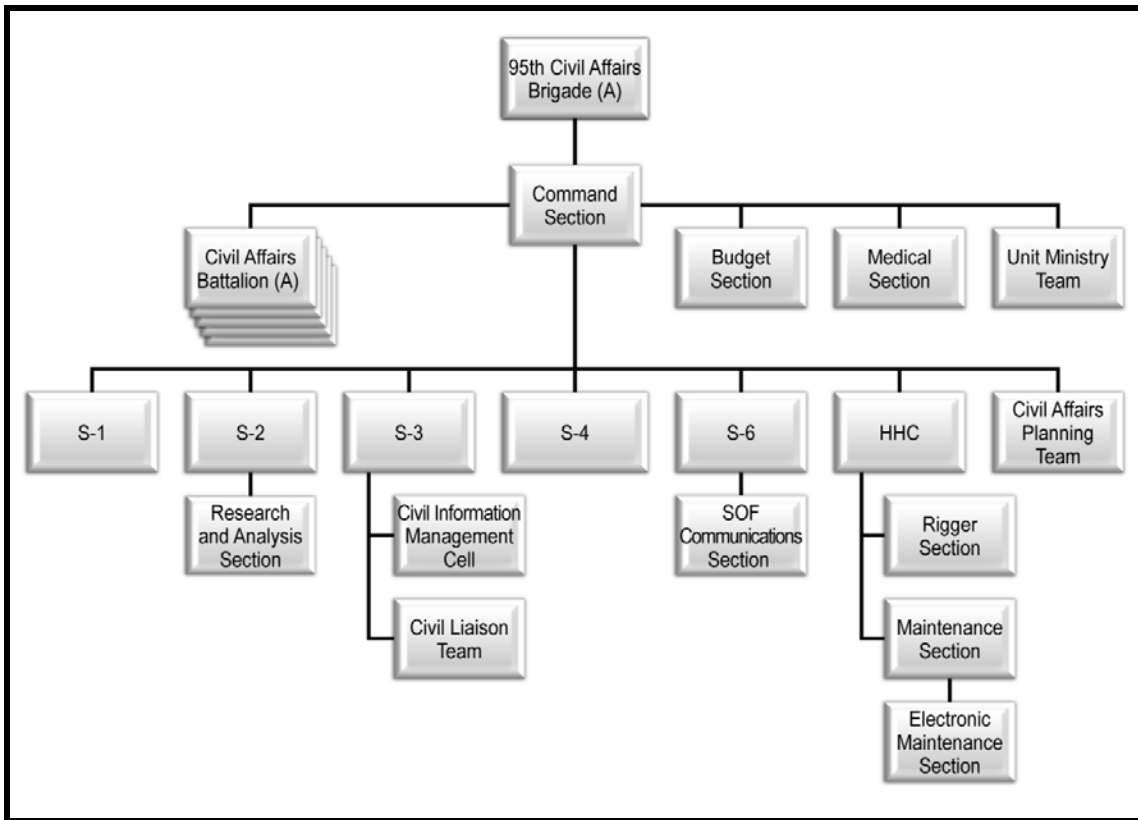 95th Civil Affairs
Brigade (A)
Command
Section
Civil Affairs
Battalion (A)
Budget
Section
Medical
Section
Unit Ministry
Team
S-1
S-2
S-3
S-4
S-6
HHC
Civil Affairs
Planning
Team
Research
and Analysis
Section
Civil Information
Management
Cell
SOF
Communications
Section
Rigger
Section
Civil Liaison
Team
Maintenance
Section
Electronic
Maintenance
Section